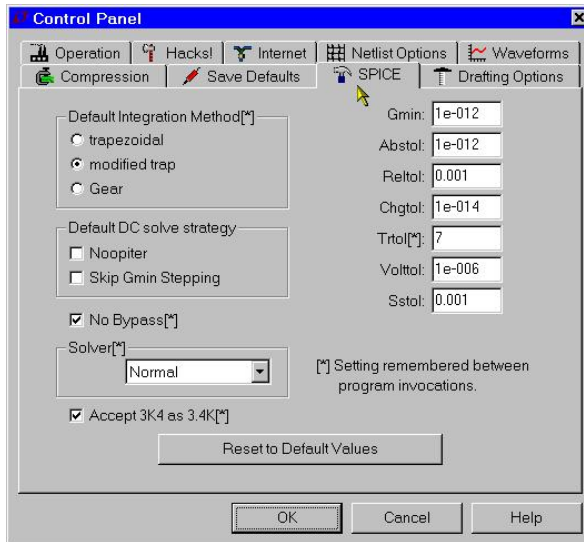 Control Panel
Operation
Hacks!
Internet
Netlist Options
Waveforms
Compression
Save Defaults
SPICE
Drafting Options
Default Integration Method[*]
trapezoidal
modified trap
Gear
Default DC solve strategy
Noopiter
Skip Gmin Stepping
No Bypass[*]
Solver[*]
Normal
Accept 3K4 as 3.4K[*]
Gmin: 1e-012
Abstol: 1e-012
Reltol: 0.001
Chgtol: 1e-014
Trtol[*]: 7
Volttol: 1e-006
Sstol: 0.001
[*] Setting remembered between
program invocations.
Reset to Default Values
OK
Cancel
Help